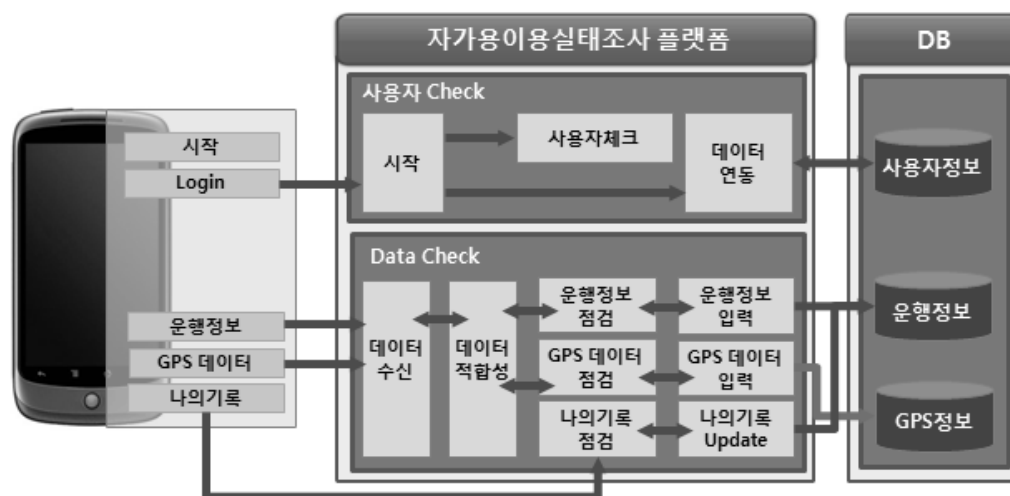 자가용이용실태조사 플랫폼
DB
사용자 Check
시작
Login
시작
사용자체크
데이터
연동
사용자정보
Data Check
운행정보
GPS 데이터
나의기록
데이터
수신
데이터
적합성
운행정보
점검
운행정보
입력
GPS 데이터
점검
GPS 데이터
입력
나의기록
점검
나의기록
Update
운행정보
GPS정보